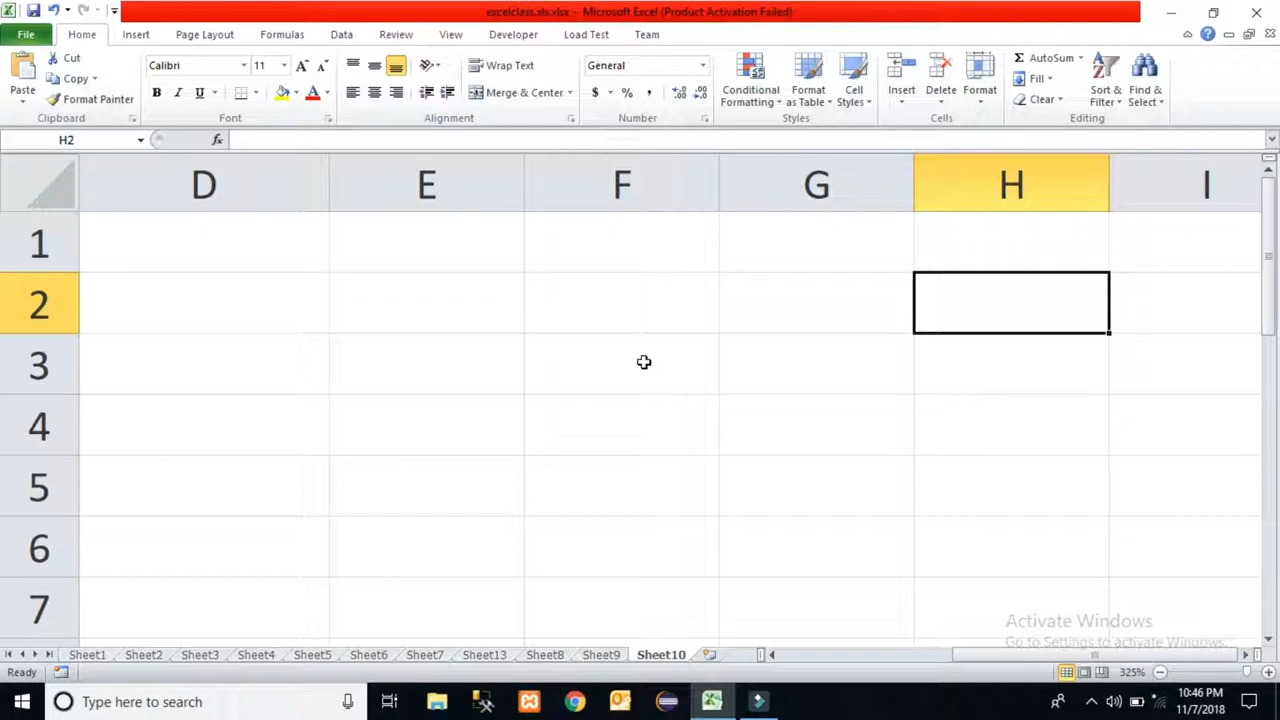 excelclass.xls.xlsx - Microsoft Excel (Product Activation Failed)
File Home Insert Page Layout Formulas Data Review View Developer Load Test Team
Paste
Cut
Copy
Format Painter
Clipboard
Calibri 11
B I U A
Font
Wrap Text
Merge & Center
Alignment
General
$ % ,
Number
Conditional Formatting
Format as Table
Cell Styles
Styles
Insert
Delete
Format
Cells
Σ AutoSum
Fill
Clear
Sort & Filter
Find & Select
Editing
H2 fx
D E F G H I
1
2
3
4
5
6
7
Activate Windows
Go to Settings to activate Windows.
Sheet1 Sheet2 Sheet3 Sheet4 Sheet5 Sheet6 Sheet7 Sheet13 Sheet8 Sheet9 Sheet10
Ready 325%
Type here to search
10:46 PM
11/7/2018